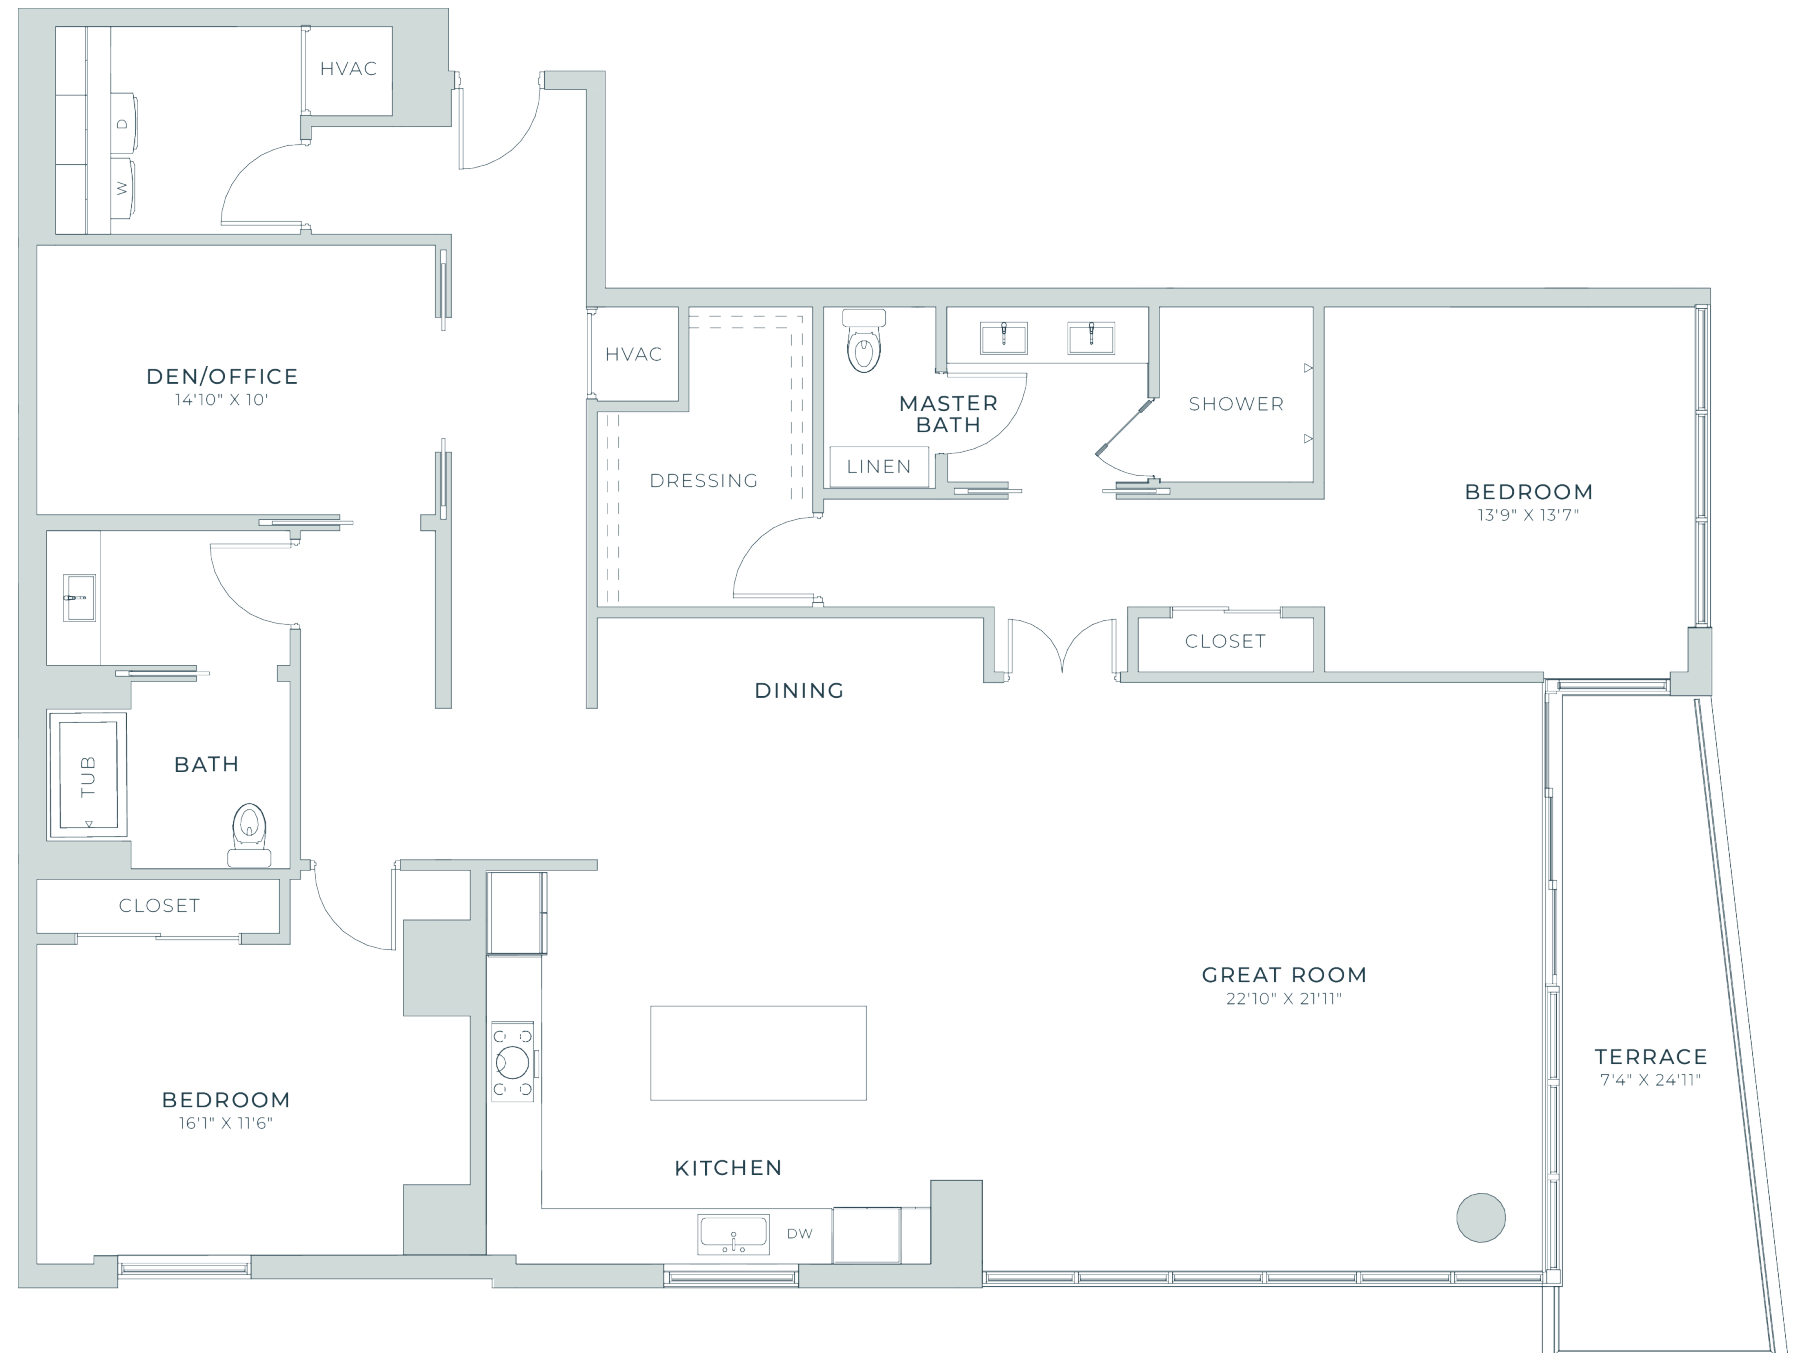 HVAC
D
W
DEN/OFFICE
14'10" X 10'
HVAC
DRESSING
MASTER
BATH
LINEN
SHOWER
BEDROOM
13'9" X 13'7"
CLOSET
DINING
TUB
BATH
CLOSET
BEDROOM
16'1" X 11'6"
GREAT ROOM
22'10" X 21'11"
TERRACE
7'4" X 24'11"
KITCHEN
DW